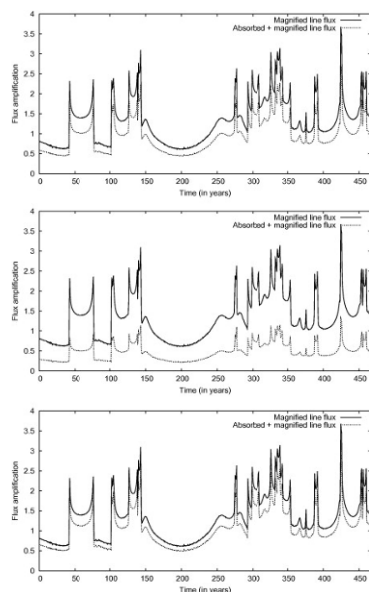 4
3.5
3
2.5
2
1.5
1
0.5
0
Flux amplification
Magnified line flux
Absorbed + magnified line flux
0 50 100 150 200 250 300 350 400 450
Time (in years)
4
3.5
3
2.5
2
1.5
1
0.5
0
Flux amplification
Magnified line flux
Absorbed + magnified line flux
0 50 100 150 200 250 300 350 400 450
Time (in years)
4
3.5
3
2.5
2
1.5
1
0.5
0
Flux amplification
Magnified line flux
Absorbed + magnified line flux
0 50 100 150 200 250 300 350 400 450
Time (in years)